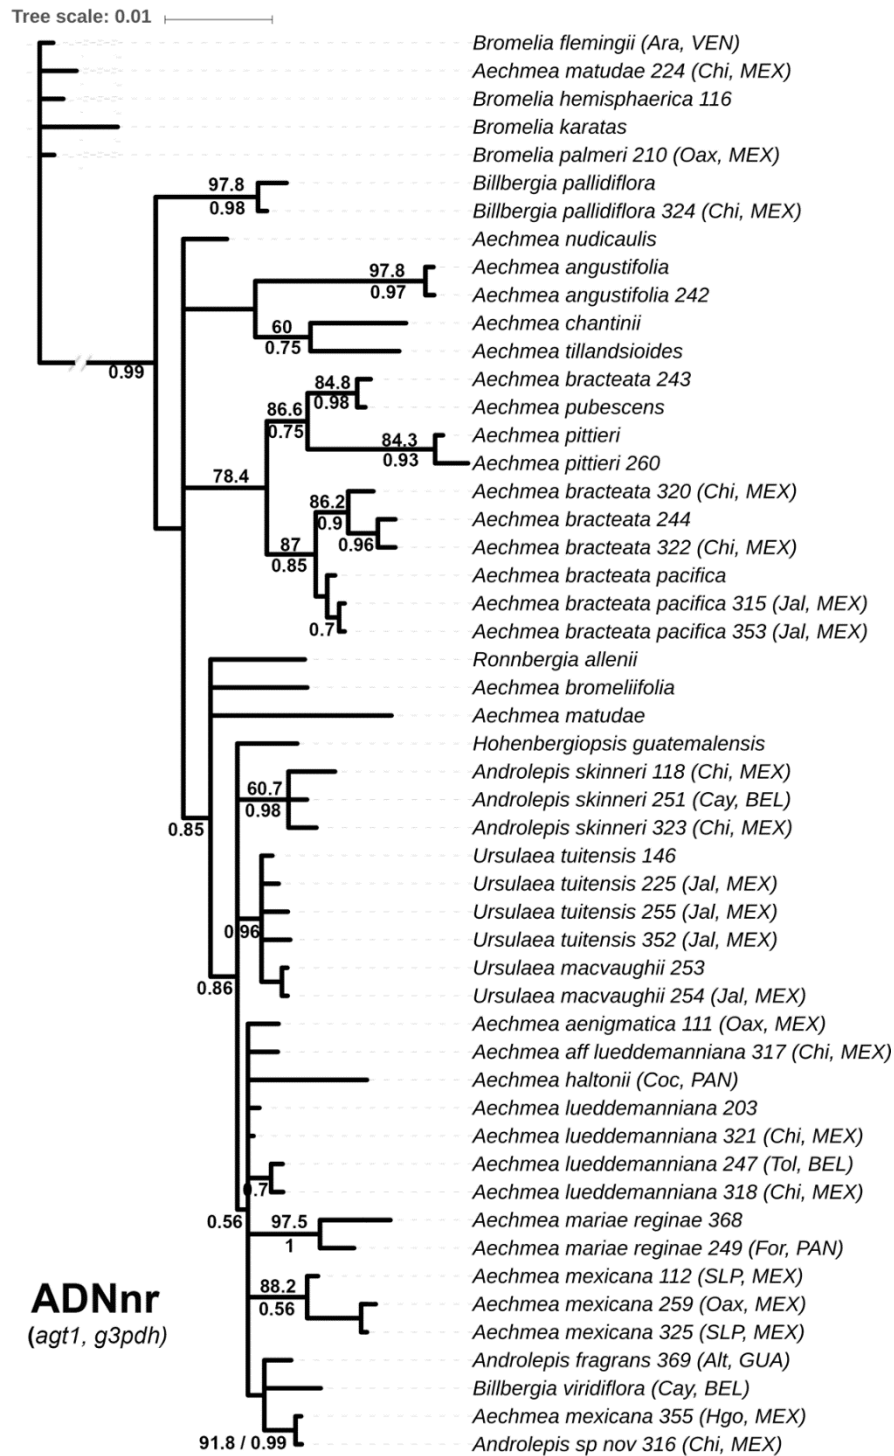 Tree scale: 0.01
Bromelia flemingii (Ara, VEN)
Aechmea matudae 224 (Chi, MEX)
Bromelia hemisphaerica 116
Bromelia karatas
Bromelia palmeri 210 (Oax, MEX)
97.8
Billbergia pallidiflora
0.98
Billbergia pallidiflora 324 (Chi, MEX)
Aechmea nudicaulis
97.8
Aechmea angustifolia
0.97
Aechmea angustifolia 242
60
Aechmea chantinii
0.75
Aechmea tillandsioides
0.99
84.8
Aechmea bracteata 243
0.98
86.6
Aechmea pubescens
0.75
84.3
Aechmea pittieri
0.93
Aechmea pittieri 260
78.4
Aechmea bracteata 320 (Chi, MEX)
86.2
0.9
Aechmea bracteata 244
87
0.96
Aechmea bracteata 322 (Chi, MEX)
0.85
Aechmea bracteata pacifica
Aechmea bracteata pacifica 315 (Jal, MEX)
0.7
Aechmea bracteata pacifica 353 (Jal, MEX)
Ronnbergia allenii
Aechmea bromeliifolia
Aechmea matudae
Hohenbergiopsis guatemalensis
Androlepis skinneri 118 (Chi, MEX)
60.7
0.98
Androlepis skinneri 251 (Cay, BEL)
0.85
Androlepis skinneri 323 (Chi, MEX)
Ursulaea tuitensis 146
Ursulaea tuitensis 225 (Jal, MEX)
Ursulaea tuitensis 255 (Jal, MEX)
0.96
Ursulaea tuitensis 352 (Jal, MEX)
Ursulaea macvaughii 253
0.86
Ursulaea macvaughii 254 (Jal, MEX)
Aechmea aenigmatica 111 (Oax, MEX)
Aechmea aff lueddemanniana 317 (Chi, MEX)
Aechmea haltonii (Coc, PAN)
Aechmea lueddemanniana 203
Aechmea lueddemanniana 321 (Chi, MEX)
Aechmea lueddemanniana 247 (Tol, BEL)
0.7
Aechmea lueddemanniana 318 (Chi, MEX)
0.56
97.5
Aechmea mariae reginae 368
1
Aechmea mariae reginae 249 (For, PAN)
Aechmea mexicana 112 (SLP, MEX)
88.2
0.56
Aechmea mexicana 259 (Oax, MEX)
Aechmea mexicana 325 (SLP, MEX)
Androlepis fragrans 369 (Alt, GUA)
Billbergia viridiflora (Cay, BEL)
Aechmea mexicana 355 (Hgo, MEX)
91.8 / 0.99
Androlepis sp nov 316 (Chi, MEX)
ADNnr
(agt1, g3pdh)